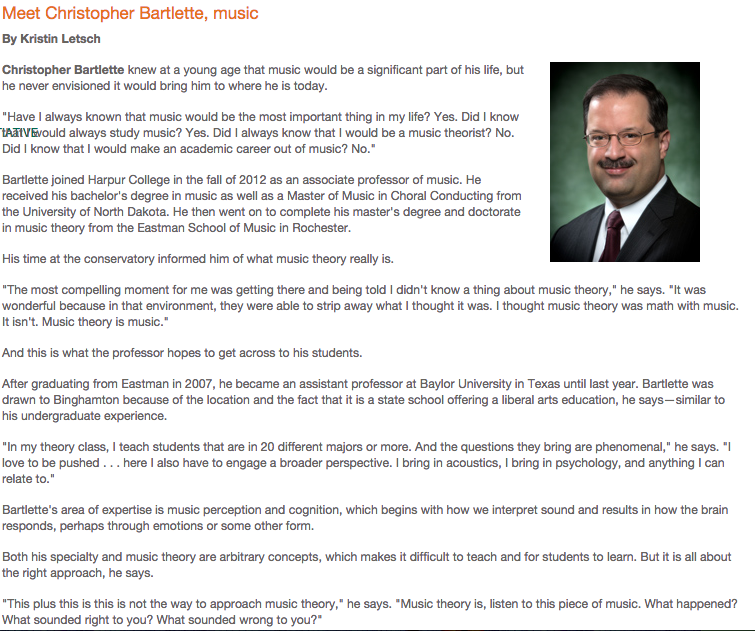 Meet Christopher Bartlette, music
By Kristin Letsch
Christopher Bartlette knew at a young age that music would be a significant part of his life, but
he never envisioned it would bring him to where he is today.
"Have I always known that music would be the most important thing in my life? Yes. Did I know
that I would always study music? Yes. Did I always know that I would be a music theorist? No.
Did I know that I would make an academic career out of music? No."
Bartlette joined Harpur College in the fall of 2012 as an associate professor of music. He
received his bachelor's degree in music as well as a Master of Music in Choral Conducting from
the University of North Dakota. He then went on to complete his master's degree and doctorate
in music theory from the Eastman School of Music in Rochester.
His time at the conservatory informed him of what music theory really is.
"The most compelling moment for me was getting there and being told I didn't know a thing about music theory," he says. "It was
wonderful because in that environment, they were able to strip away what I thought it was. I thought music theory was math with music.
It isn't. Music theory is music."
And this is what the professor hopes to get across to his students.
After graduating from Eastman in 2007, he became an assistant professor at Baylor University in Texas until last year. Bartlette was
drawn to Binghamton because of the location and the fact that it is a state school offering a liberal arts education, he says—similar to
his undergraduate experience.
"In my theory class, I teach students that are in 20 different majors or more. And the questions they bring are phenomenal," he says. "I
love to be pushed . . . here I also have to engage a broader perspective. I bring in acoustics, I bring in psychology, and anything I can
relate to."
Bartlette's area of expertise is music perception and cognition, which begins with how we interpret sound and results in how the brain
responds, perhaps through emotions or some other form.
Both his specialty and music theory are arbitrary concepts, which makes it difficult to teach and for students to learn. But it is all about
the right approach, he says.
"This plus this is this is not the way to approach music theory," he says. "Music theory is, listen to this piece of music. What happened?
What sounded right to you? What sounded wrong to you?"